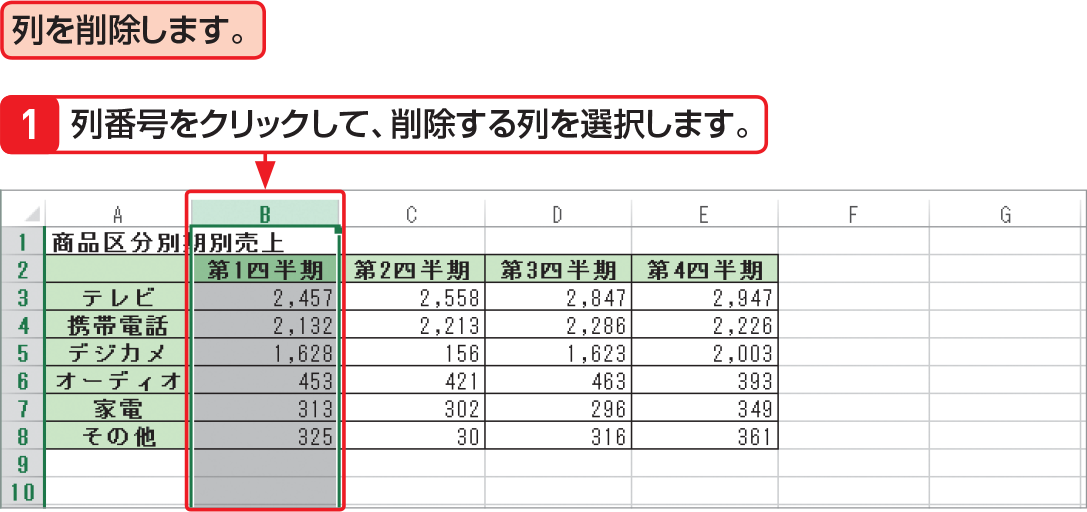 列を削除します。
1 列番号をクリックして、削除する列を選択します。
A B C D E F G
1 商品区分別期別売上
2 第1四半期 第2四半期 第3四半期 第4四半期
3 テレビ 2,457 2,558 2,847 2,947
4 携帯電話 2,132 2,213 2,286 2,226
5 デジカメ 1,628 156 1,623 2,003
6 オーディオ 453 421 463 393
7 家電 313 302 296 349
8 その他 325 30 316 361
9
10